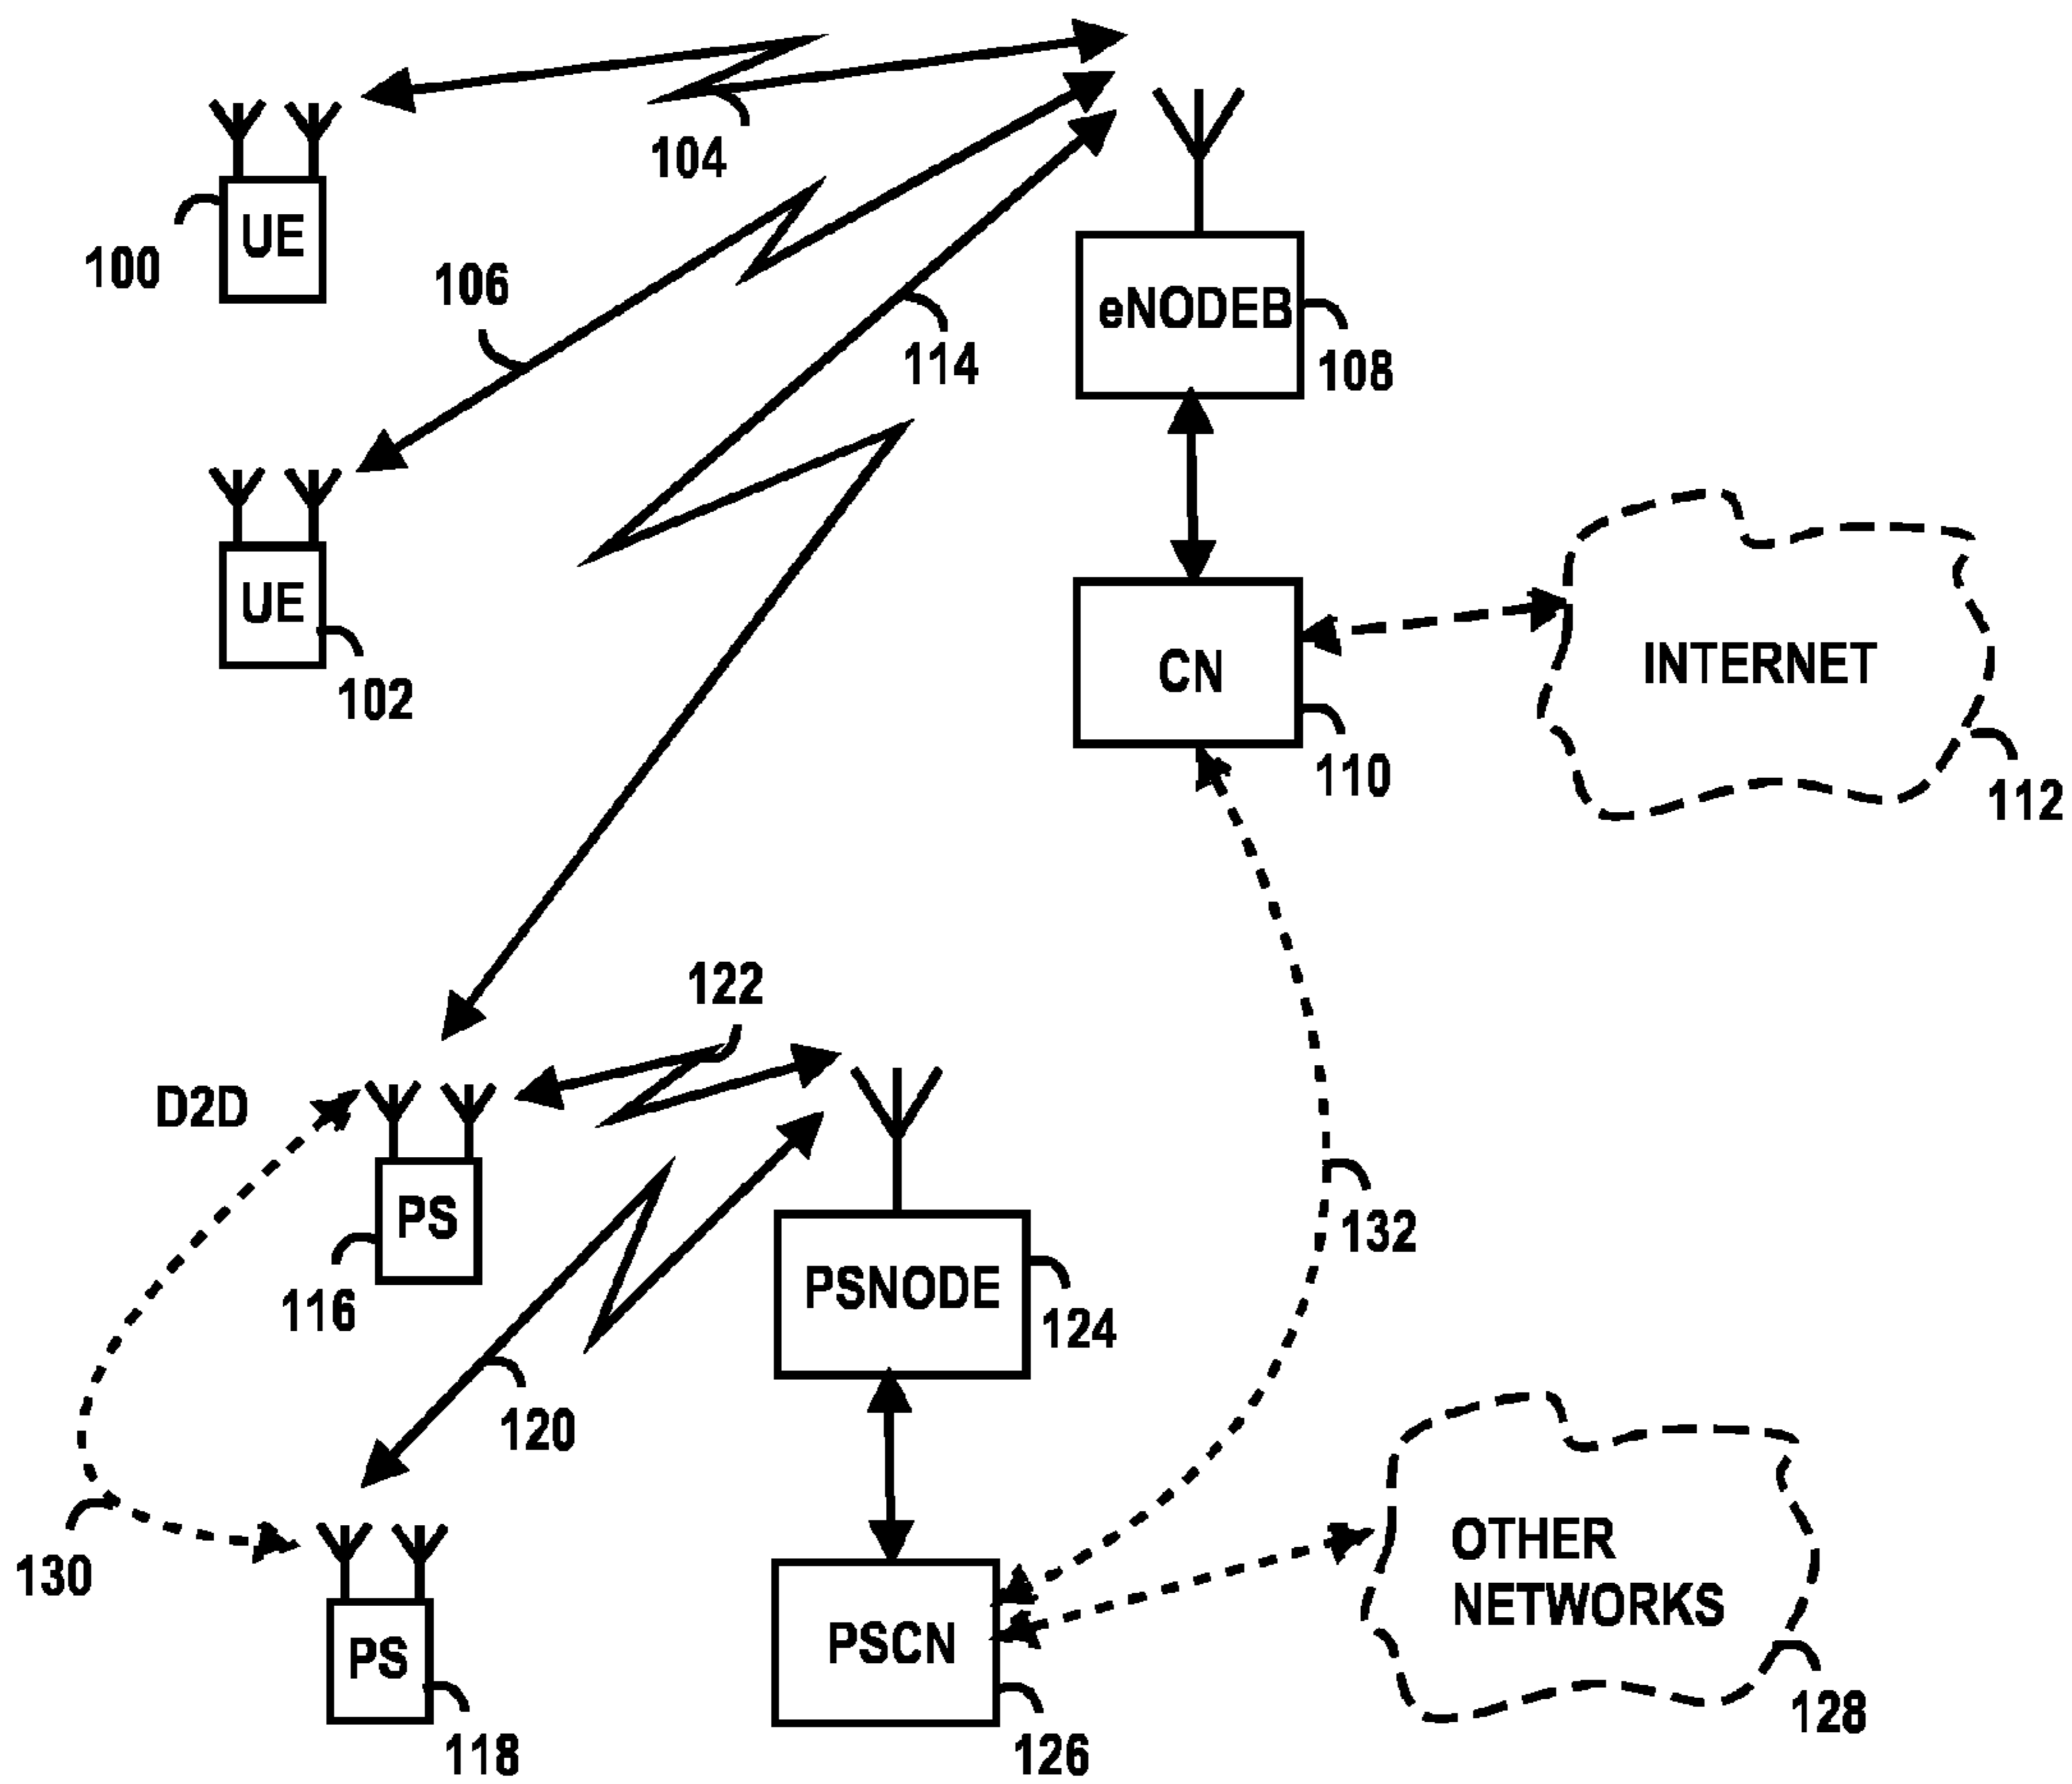 104
UE
100
106
eNODEB
108
114
UE
102
CN
110
INTERNET
112
122
D2D
PS
116
132
PSNODE
124
120
130
OTHER
NETWORKS
128
PS
118
PSCN
126